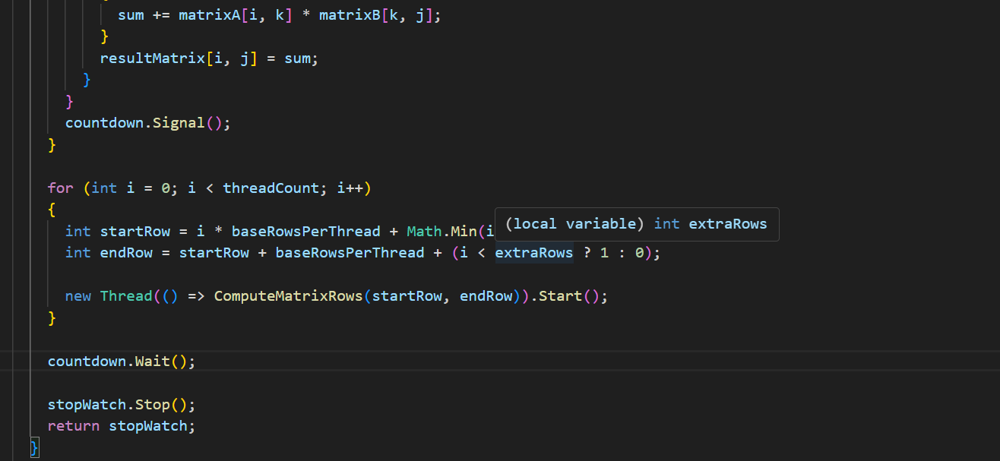 sum += matrixA[i, k] * matrixB[k, j];
}
resultMatrix[i, j] = sum;
}
}
countdown.Signal();
}
for (int i = 0; i < threadCount; i++)
{
int startRow = i * baseRowsPerThread + Math.Min(i
(local variable) int extraRows
int endRow = startRow + baseRowsPerThread + (i < extraRows ? 1 : 0);
new Thread(() => ComputeMatrixRows(startRow, endRow)).Start();
}
countdown.Wait();
stopWatch.Stop();
return stopWatch;
}